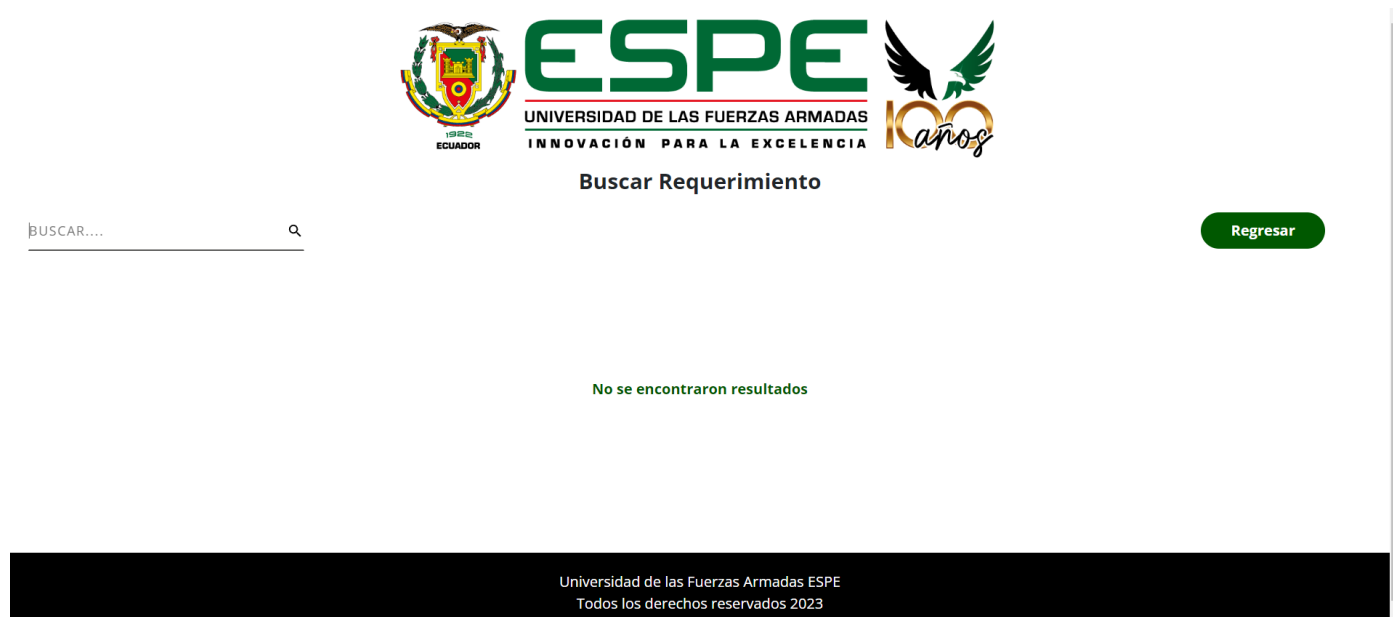 ESPE
UNIVERSIDAD DE LAS FUERZAS ARMADAS
INNOVACIÓN PARA LA EXCELENCIA
1922
ECUADOR
100
años
Buscar Requerimiento
BUSCAR....
Regresar
No se encontraron resultados
Universidad de las Fuerzas Armadas ESPE
Todos los derechos reservados 2023